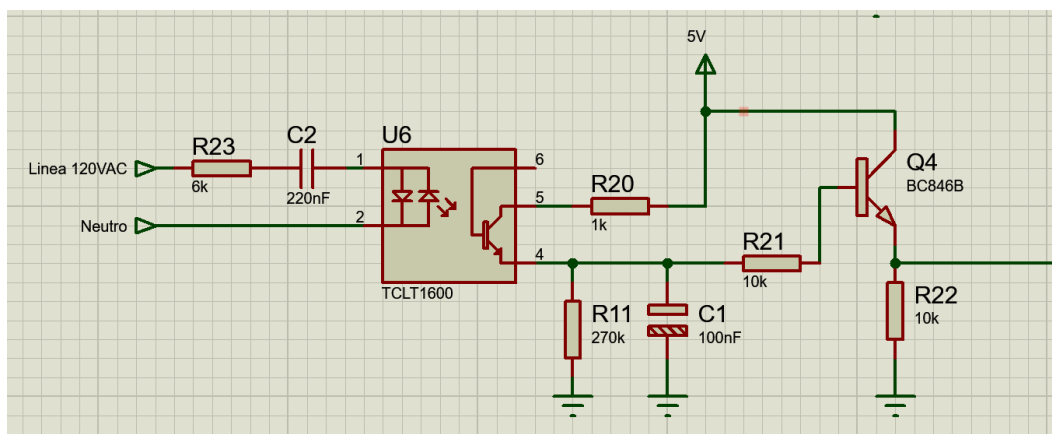 5V
R23
C2
U6
Linea 120VAC
1
6
Q4
6k
220nF
R20
BC846B
5
Neutro
2
1k
R21
4
TCLT1600
10k
R11
C1
R22
270k
100nF
10k